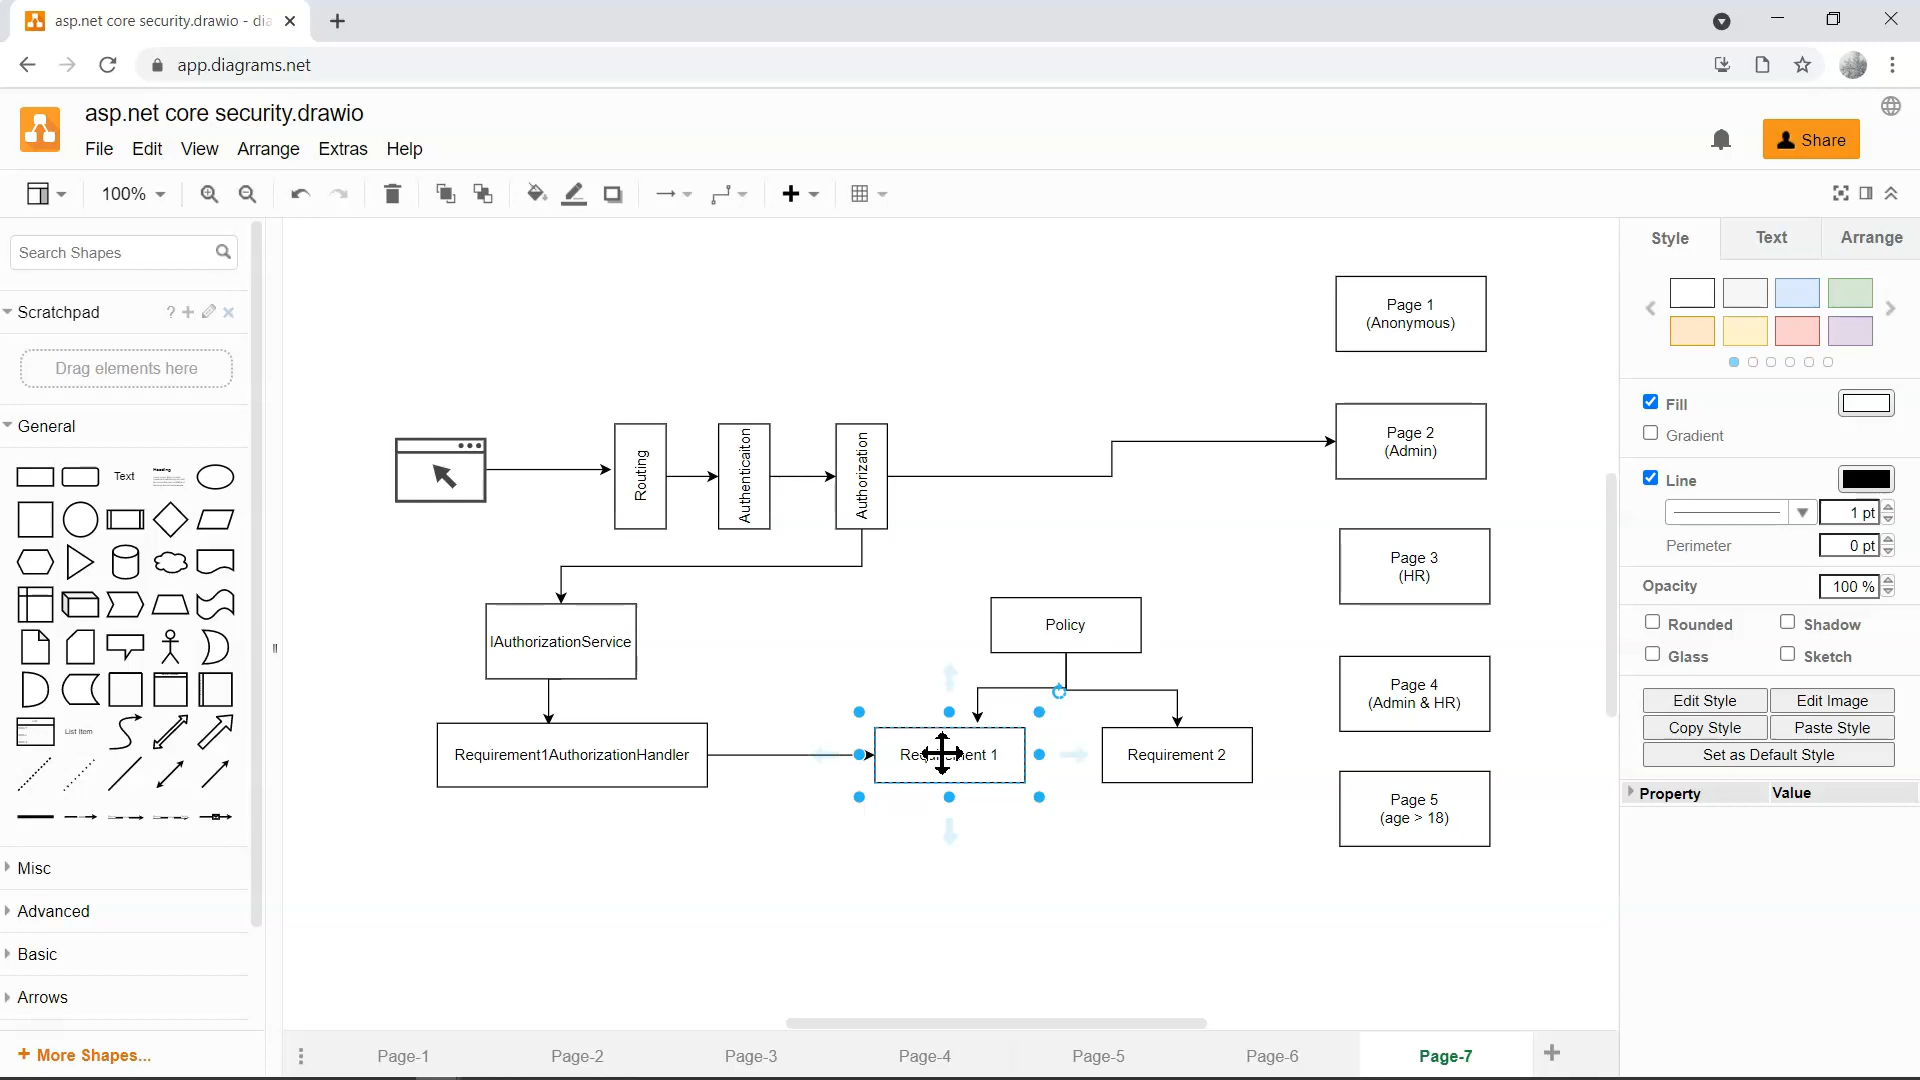 asp.net core security.drawio - dia
app.diagrams.net
asp.net core security.drawio
File Edit View Arrange Extras Help
Share
100%
Search Shapes
Scratchpad
?
Drag elements here
General
Text
Heading
List Item
Misc
Advanced
Basic
Arrows
+ More Shapes...
Routing
Authenticaiton
Authorization
IAuthorizationService
Requirement1AuthorizationHandler
Policy
Requirement 1
Requirement 2
Page 1
(Anonymous)
Page 2
(Admin)
Page 3
(HR)
Page 4
(Admin & HR)
Page 5
(age > 18)
Style Text Arrange
Fill
Gradient
Line
1 pt
Perimeter 0 pt
Opacity 100 %
Rounded Shadow
Glass Sketch
Edit Style Edit Image
Copy Style Paste Style
Set as Default Style
Property Value
Page-1 Page-2 Page-3 Page-4 Page-5 Page-6 Page-7